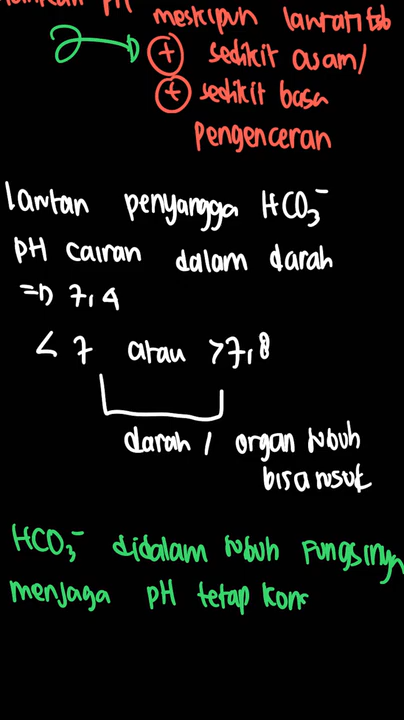 pH meskipun larutan tsb
+ sedikit asam/
+ sedikit basa
pengenceran
larutan penyangga HCO₃⁻
pH cairan dalam darah
=> 7,4
< 7 atau >7,8
darah / organ tubuh
bisa rusak
HCO₃⁻ didalam tubuh fungsinya
menjaga pH tetap kons